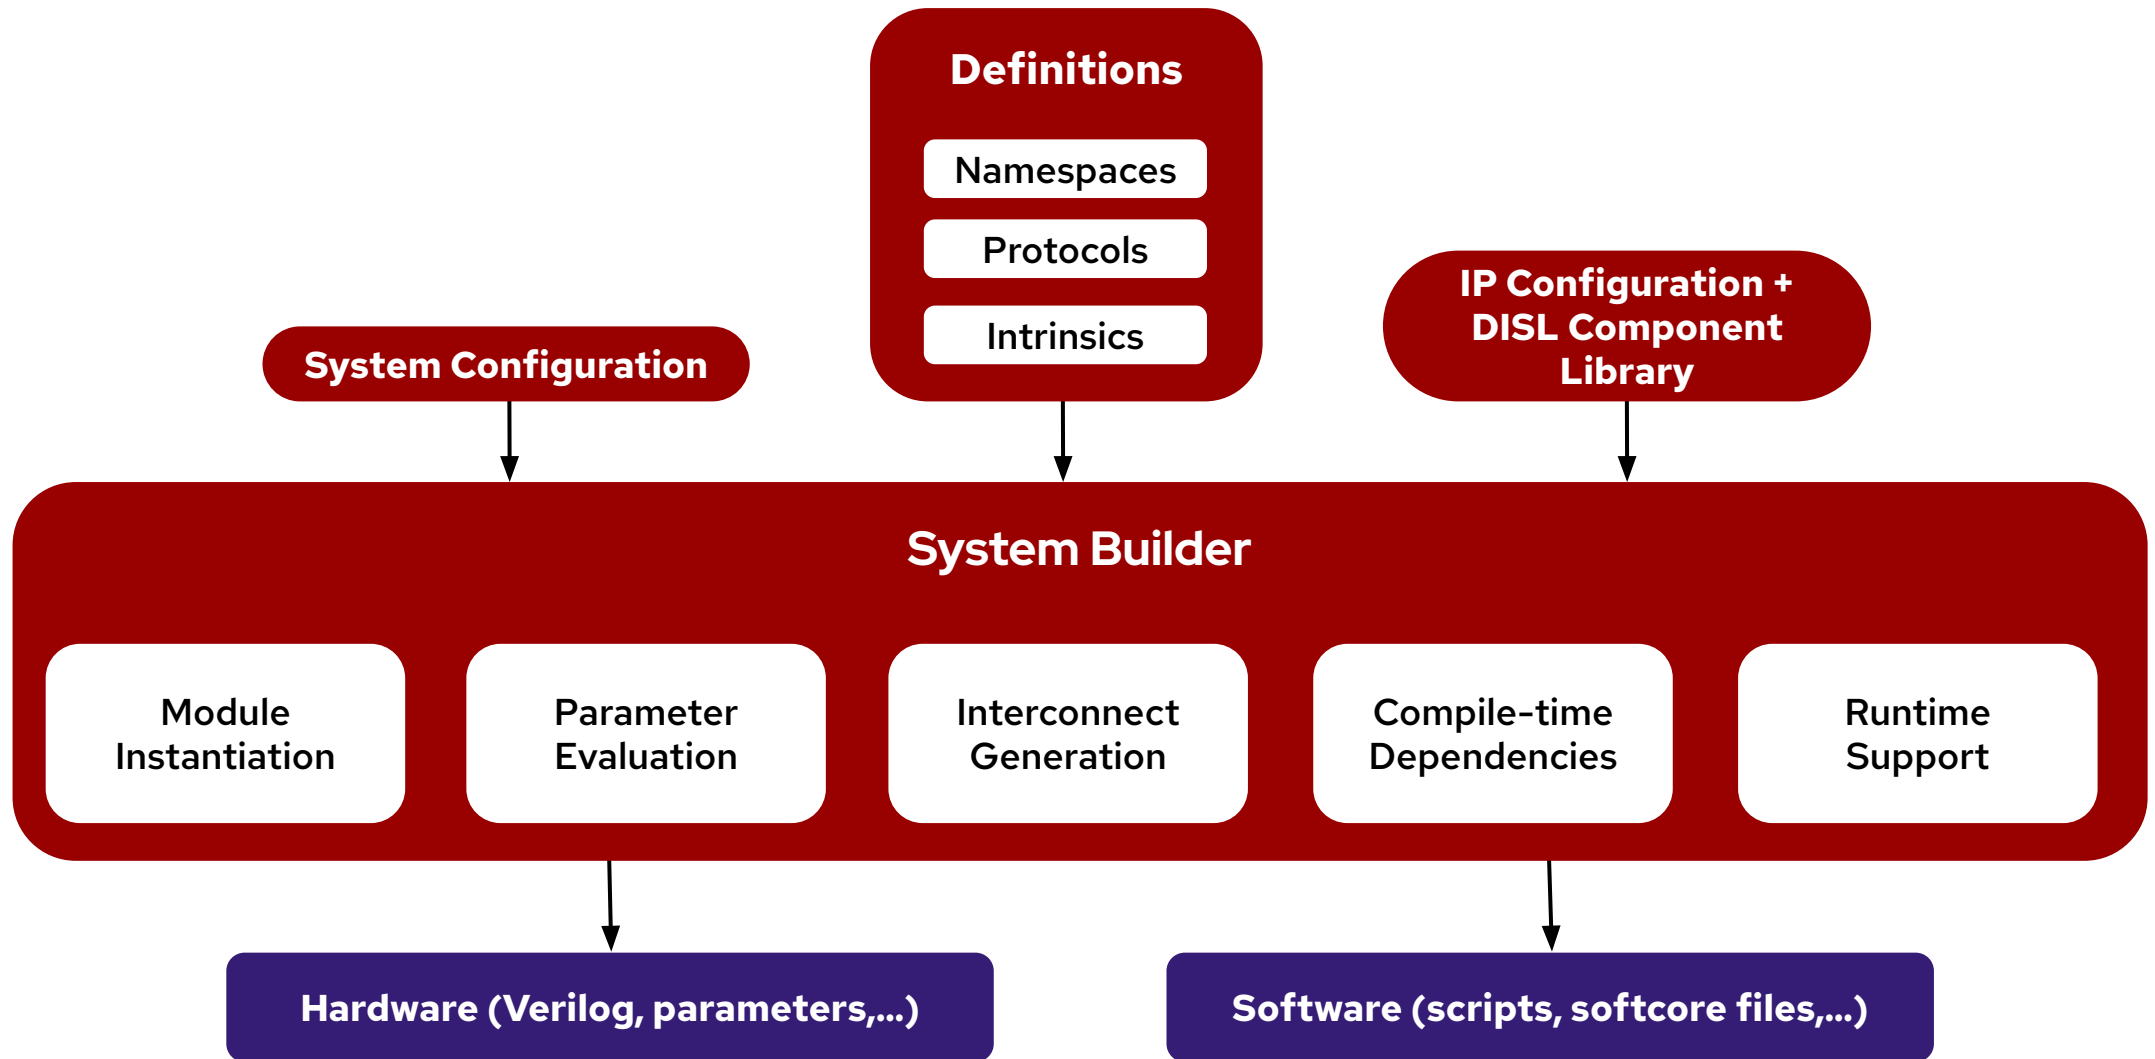 Definitions
Namespaces
Protocols
Intrinsics
System Configuration
IP Configuration +
DISL Component
Library
System Builder
Module
Instantiation
Parameter
Evaluation
Interconnect
Generation
Compile-time
Dependencies
Runtime
Support
Hardware (Verilog, parameters,...)
Software (scripts, softcore files,...)